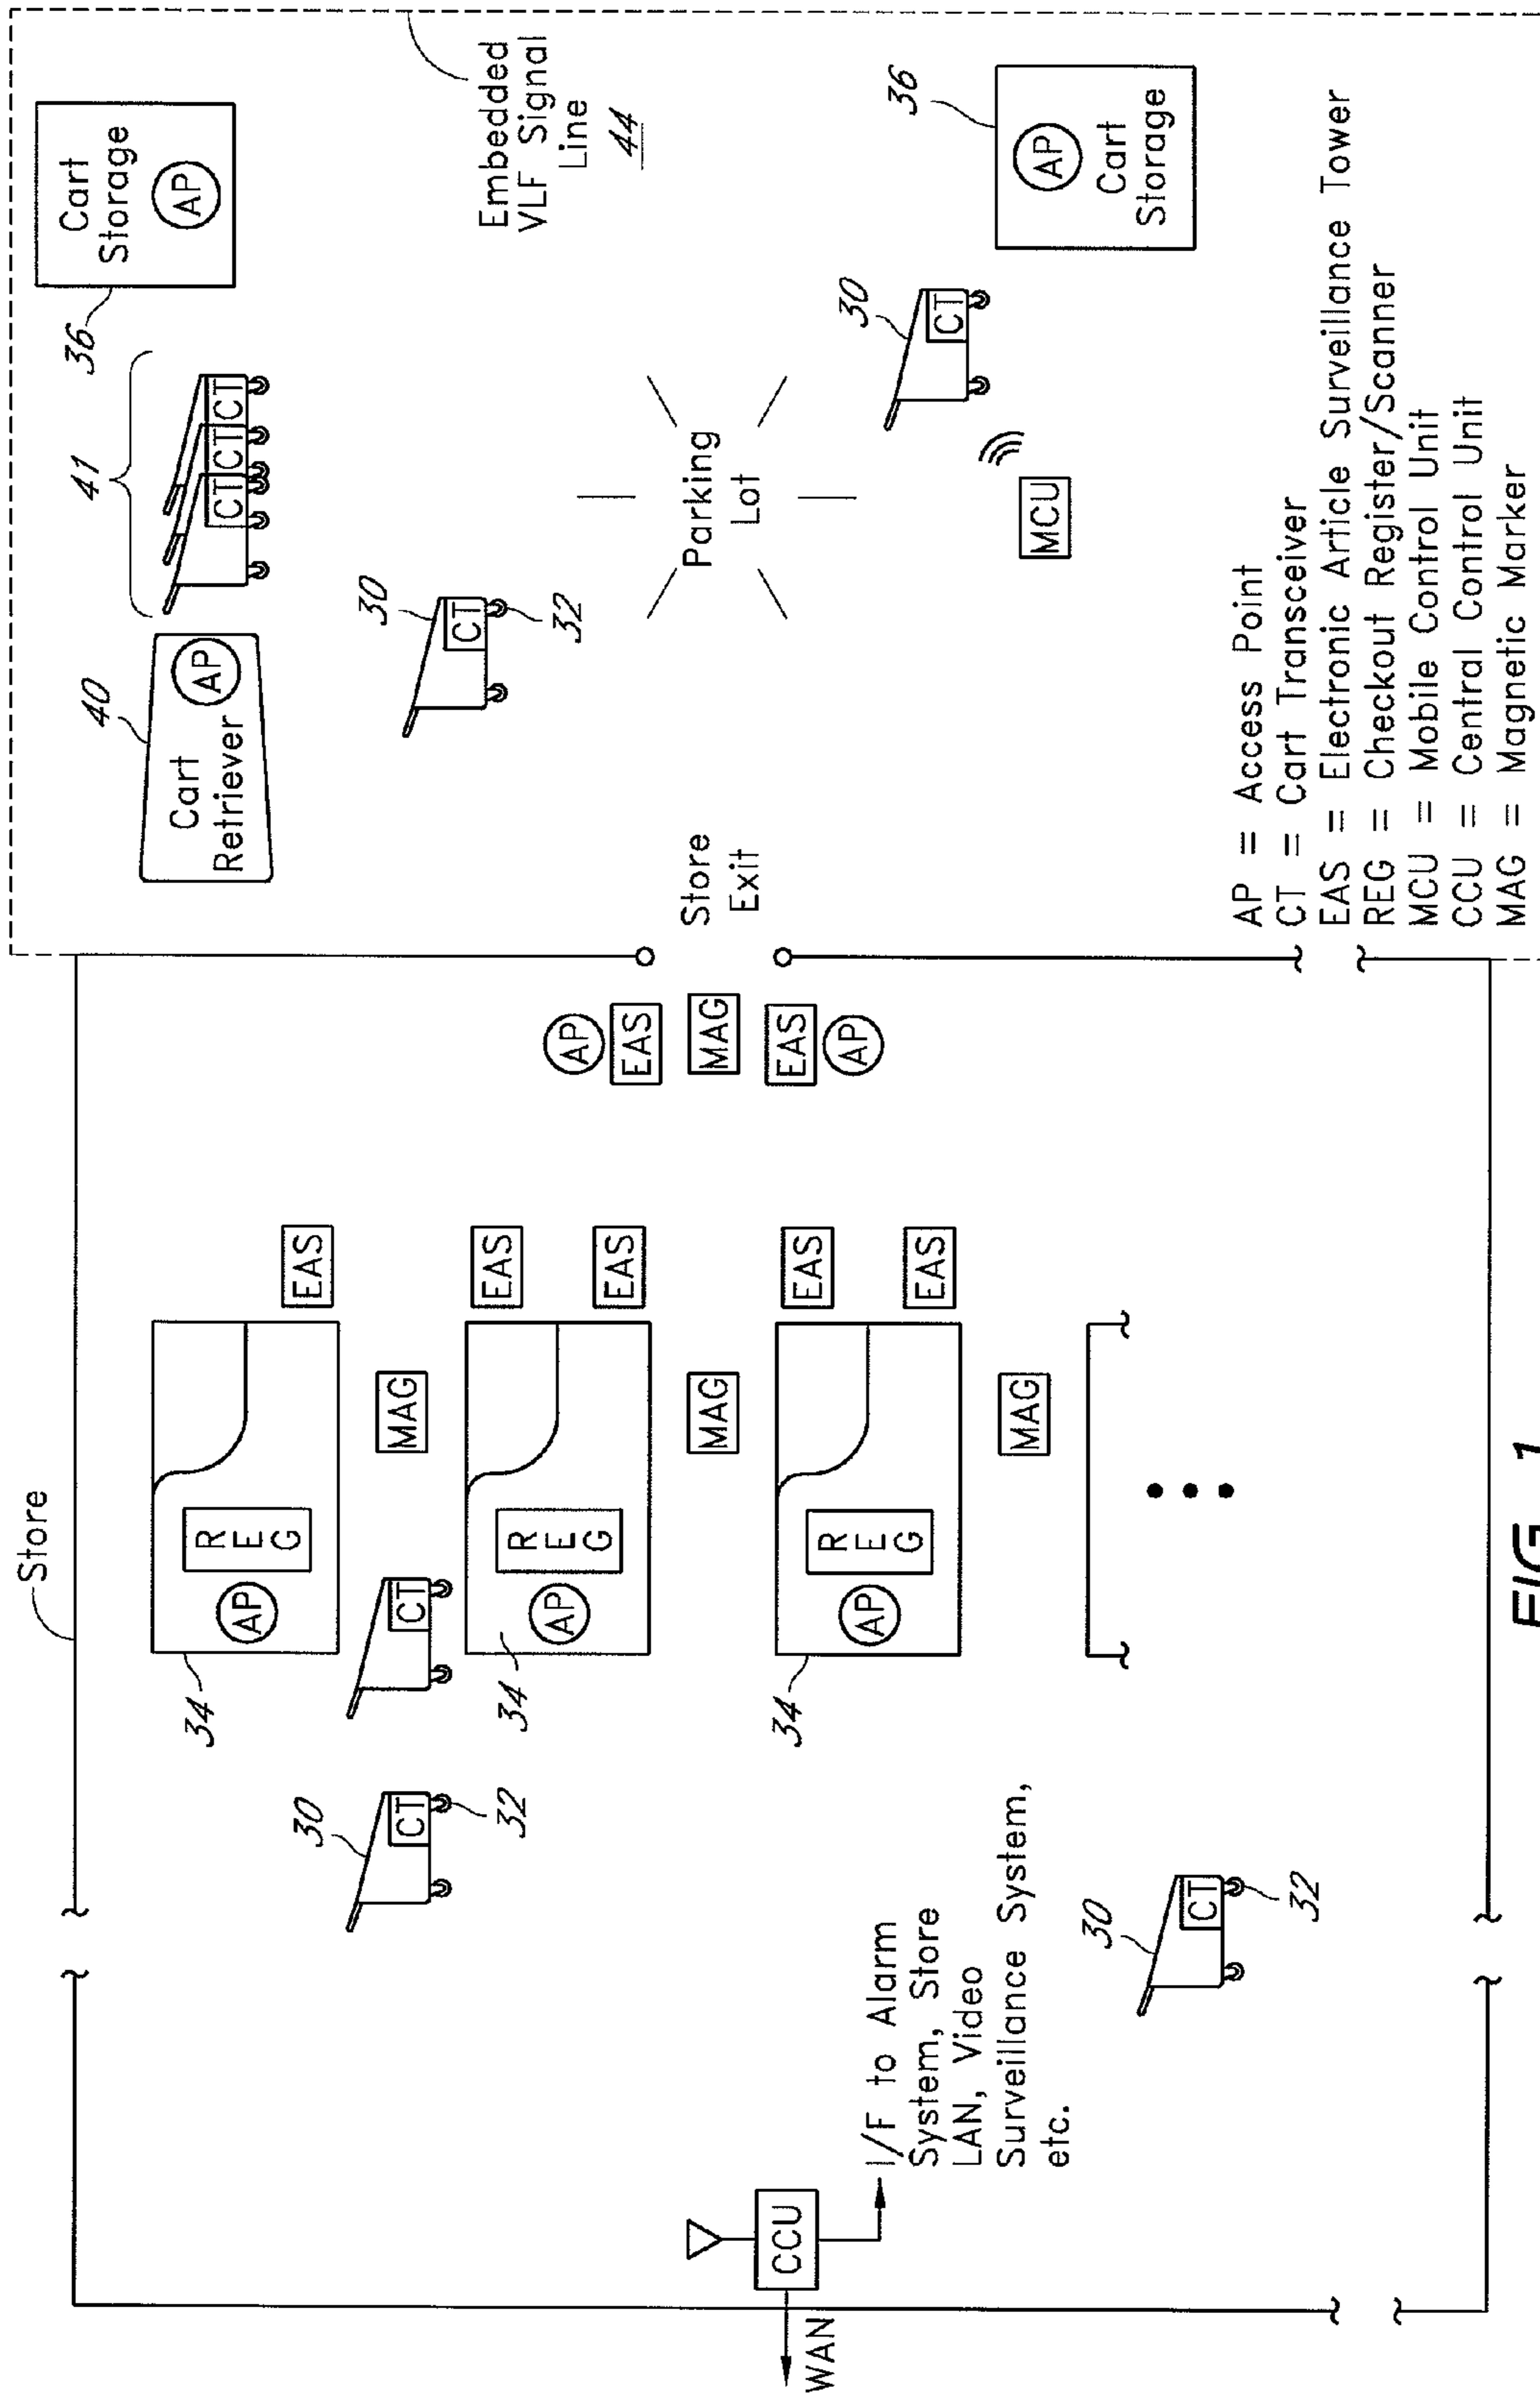 Store
WAN
CCU
I/F to Alarm
System, Store
LAN, Video
Surveillance System,
etc.
30
CT
32
30
CT
32
CT
34
AP
R
E
G
EAS
MAG
34
AP
R
E
G
EAS
EAS
MAG
34
AP
R
E
G
EAS
EAS
MAG
AP
EAS
MAG
EAS
AP
Store
Exit
40
Cart
Retriever
AP
41
CT
CT
CT
36
Cart
Storage
AP
30
CT
32
Parking
Lot
Embedded
VLF Signal
Line
44
MCU
30
CT
36
AP
Cart
Storage
AP = Access Point
CT = Cart Transceiver
EAS = Electronic Article Surveillance Tower
REG = Checkout Register/Scanner
MCU = Mobile Control Unit
CCU = Central Control Unit
MAG = Magnetic Marker
FIG. 1